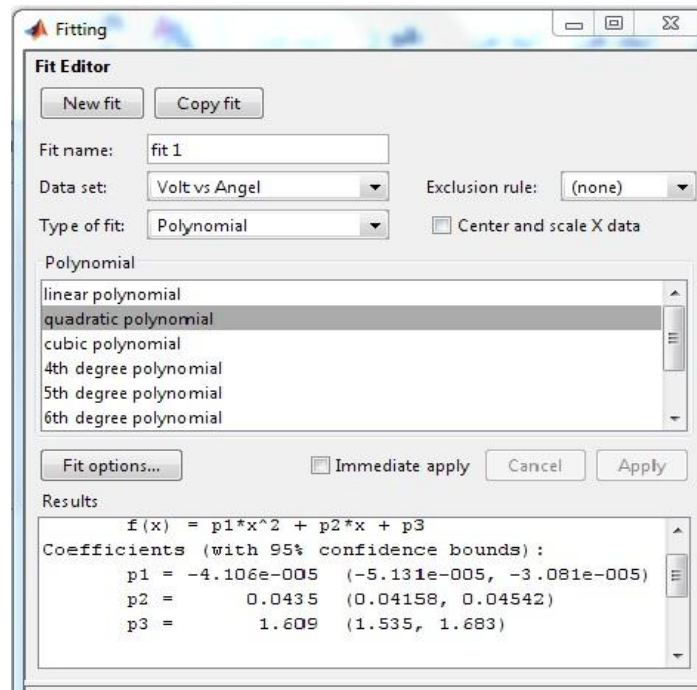 Fitting
Fit Editor
New fit Copy fit
Fit name: fit 1
Data set: Volt vs Angel Exclusion rule: (none)
Type of fit: Polynomial Center and scale X data
Polynomial
linear polynomial
quadratic polynomial
cubic polynomial
4th degree polynomial
5th degree polynomial
6th degree polynomial
Fit options... Immediate apply Cancel Apply
Results
f(x) = p1*x^2 + p2*x + p3
Coefficients (with 95% confidence bounds):
p1 = -4.106e-005 (-5.131e-005, -3.081e-005)
p2 = 0.0435 (0.04158, 0.04542)
p3 = 1.609 (1.535, 1.683)